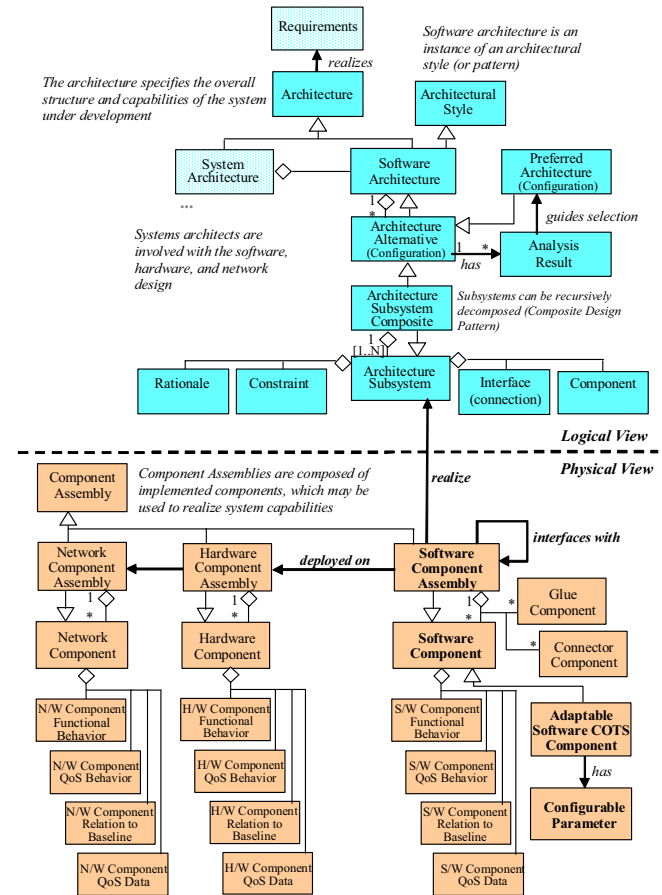 Requirements
Software architecture is an
instance of an architectural
style (or pattern)
realizes
The architecture specifies the overall
structure and capabilities of the system
under development
Architecture
Architectural
Style
System
Architecture
Software
Architecture
Preferred
Architecture
(Configuration)
...
1
*
Architecture
Alternative
(Configuration)
guides selection
Systems architects are
involved with the software,
hardware, and network
design
1
*
has
Analysis
Result
Architecture
Subsystem
Composite
Subsystems can be recursively
decomposed (Composite Design
Pattern)
1
[1..N]
Rationale
Constraint
Architecture
Subsystem
Interface
(connection)
Component
Logical View
Physical View
Component
Assembly
Component Assemblies are composed of
implemented components, which may be
used to realize system capabilities
realize
interfaces with
Network
Component
Assembly
Hardware
Component
Assembly
deployed on
Software
Component
Assembly
1
*
1
*
1
*
*
Glue
Component
Network
Component
Hardware
Component
Software
Component
*
Connector
Component
N/W Component
Functional
Behavior
H/W Component
Functional
Behavior
S/W Component
Functional
Behavior
Adaptable
Software COTS
Component
N/W Component
QoS Behavior
H/W Component
QoS Behavior
S/W Component
QoS Behavior
has
N/W Component
Relation to
Baseline
H/W Component
Relation to
Baseline
S/W Component
Relation to
Baseline
Configurable
Parameter
N/W Component
QoS Data
H/W Component
QoS Data
S/W Component
QoS Data